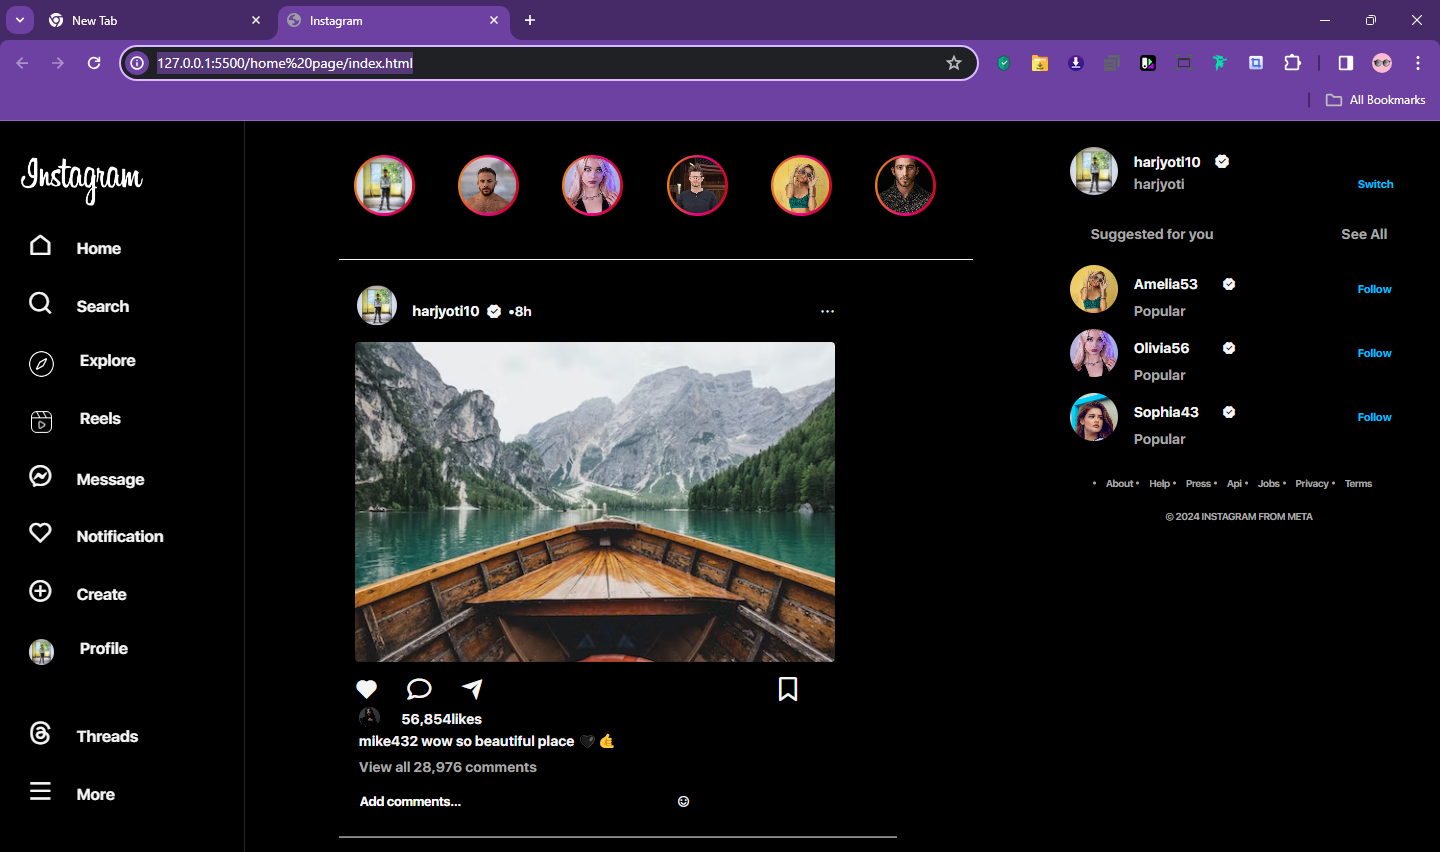 New Tab
Instagram
127.0.0.1:5500/home%20page/index.html
All Bookmarks
Instagram
Home
Search
Explore
Reels
Message
Notification
Create
Profile
Threads
More
harjyoti10 •8h
56,854likes
mike432 wow so beautiful place 🖤 🤙
View all 28,976 comments
Add comments...
harjyoti10
harjyoti
Switch
Suggested for you See All
Amelia53
Popular
Follow
Olivia56
Popular
Follow
Sophia43
Popular
Follow
• About • Help • Press • Api • Jobs • Privacy • Terms
© 2024 INSTAGRAM FROM META